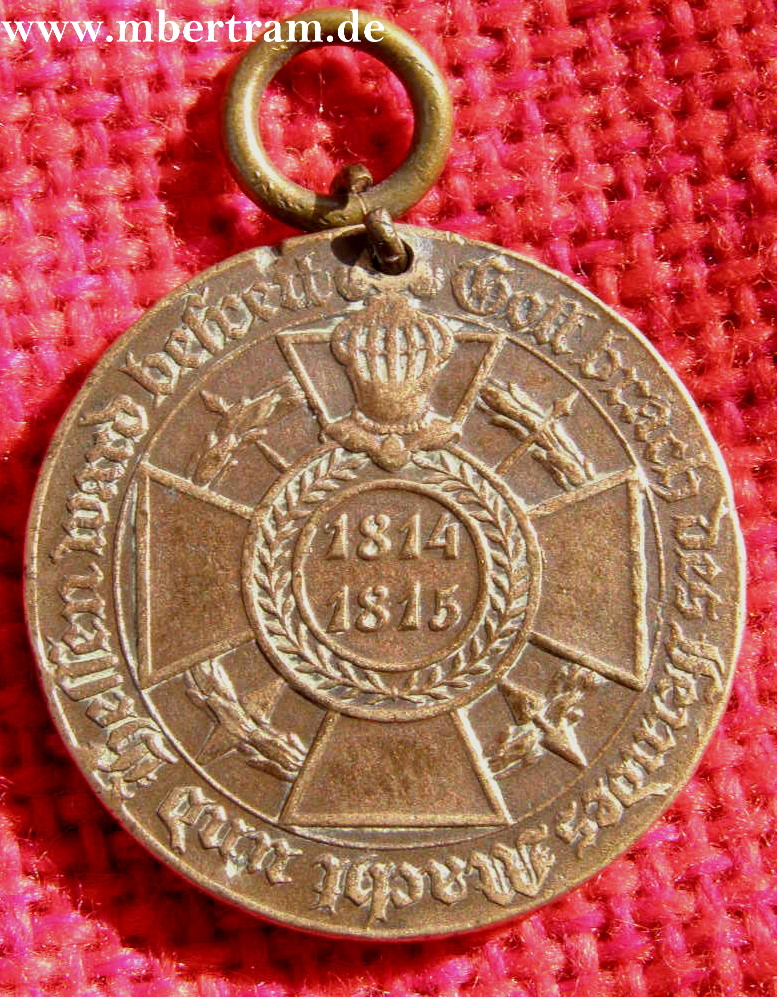 www.mbertram.de
Gott brach des Feindes Macht und Hessen ward befreit
1814
1815